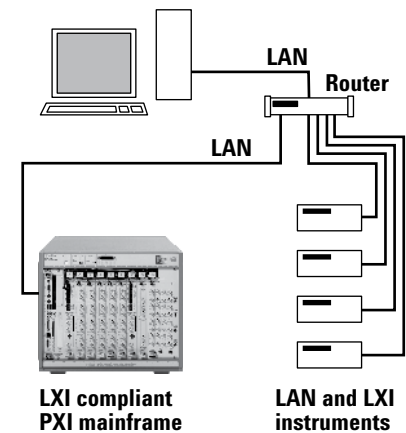 LAN
Router
LAN
LXI compliant
PXI mainframe
LAN and LXI
instruments